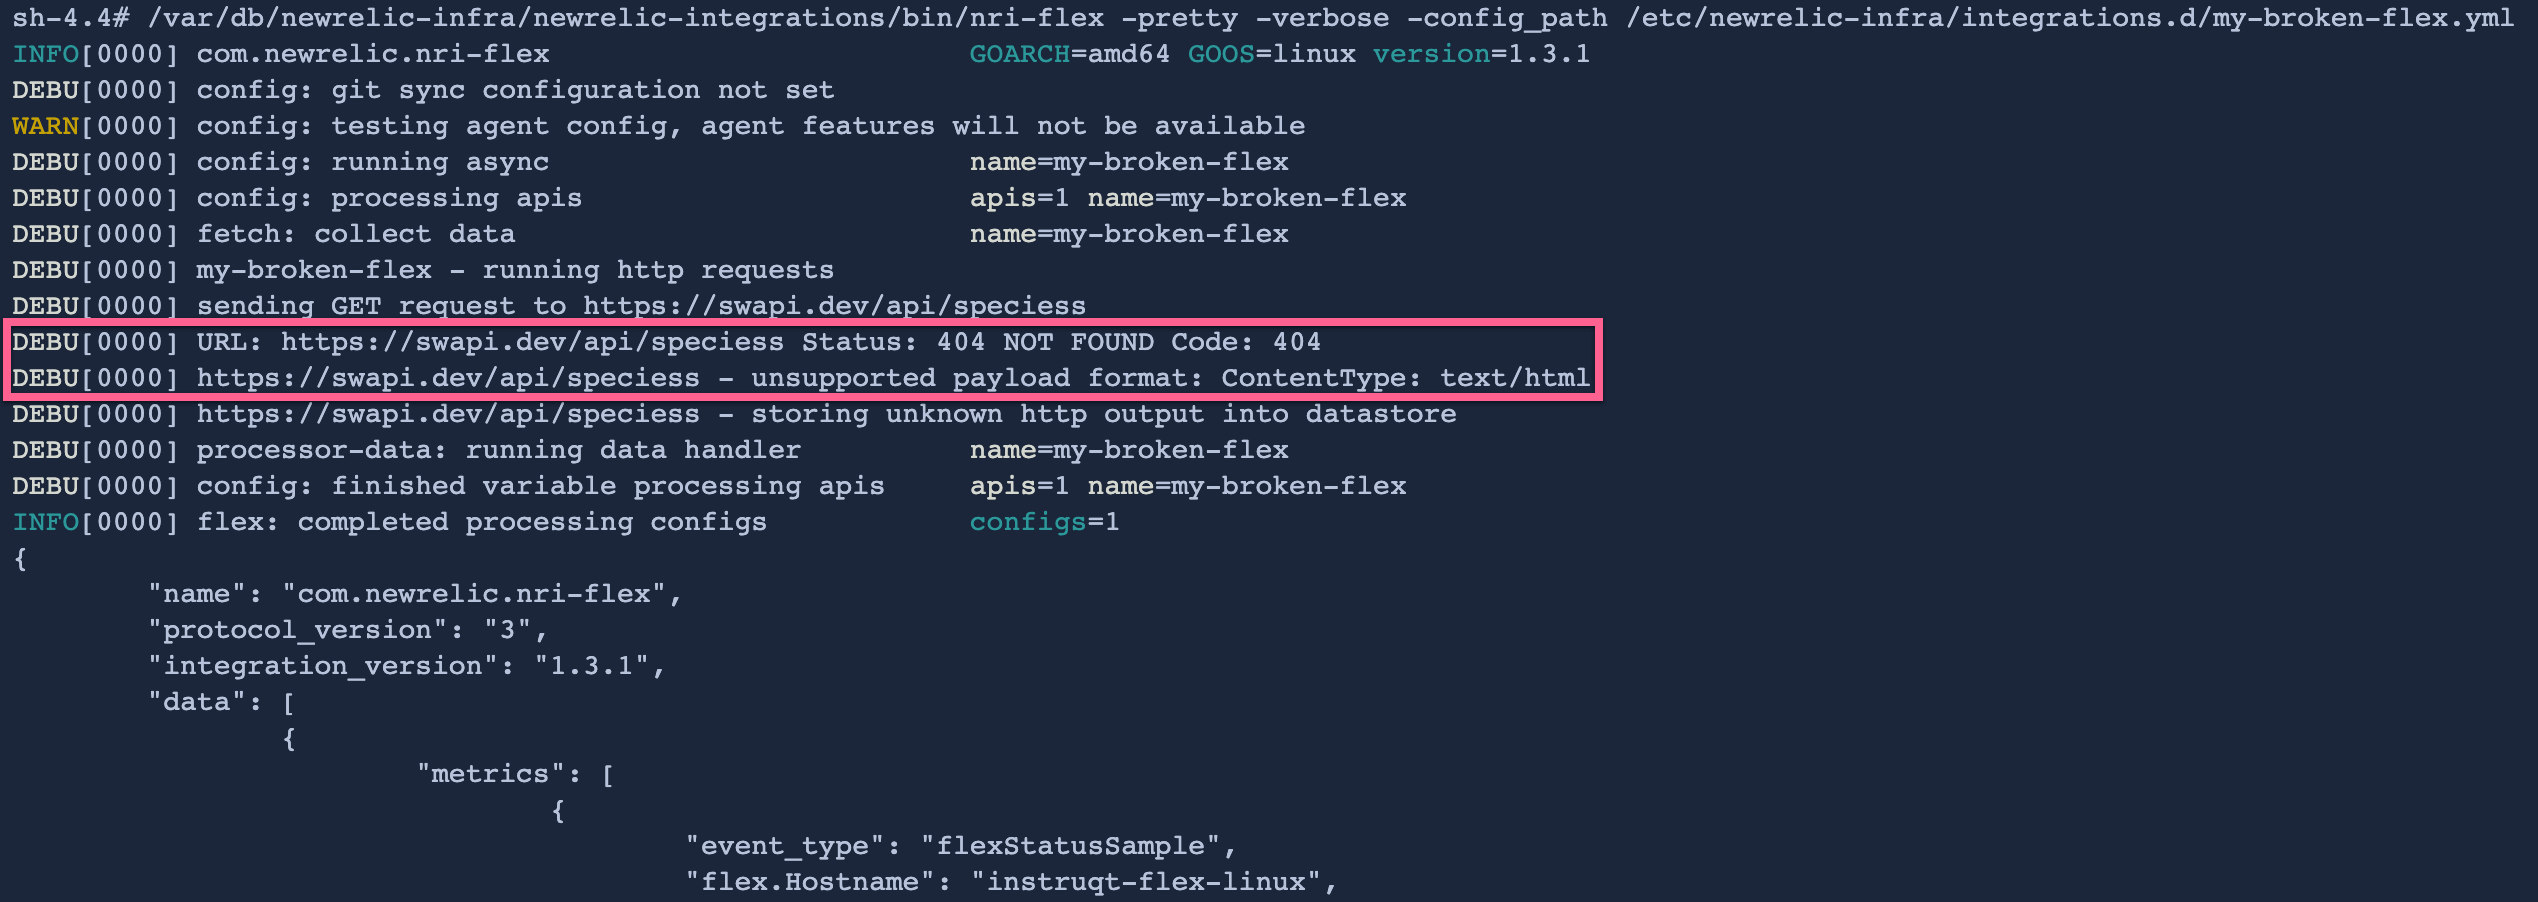 sh-4.4# /var/db/newrelic-infra/newrelic-integrations/bin/nri-flex -pretty -verbose -config_path /etc/newrelic-infra/integrations.d/my-broken-flex.yml
INFO[0000] com.newrelic.nri-flex GOARCH=amd64 GOOS=linux version=1.3.1
DEBU[0000] config: git sync configuration not set
WARN[0000] config: testing agent config, agent features will not be available
DEBU[0000] config: running async name=my-broken-flex
DEBU[0000] config: processing apis apis=1 name=my-broken-flex
DEBU[0000] fetch: collect data name=my-broken-flex
DEBU[0000] my-broken-flex - running http requests
DEBU[0000] sending GET request to https://swapi.dev/api/speciess
DEBU[0000] URL: https://swapi.dev/api/speciess Status: 404 NOT FOUND Code: 404
DEBU[0000] https://swapi.dev/api/speciess - unsupported payload format: ContentType: text/html
DEBU[0000] https://swapi.dev/api/speciess - storing unknown http output into datastore
DEBU[0000] processor-data: running data handler name=my-broken-flex
DEBU[0000] config: finished variable processing apis apis=1 name=my-broken-flex
INFO[0000] flex: completed processing configs configs=1
{
"name": "com.newrelic.nri-flex",
"protocol_version": "3",
"integration_version": "1.3.1",
"data": [
{
"metrics": [
{
"event_type": "flexStatusSample",
"flex.Hostname": "instruqt-flex-linux",